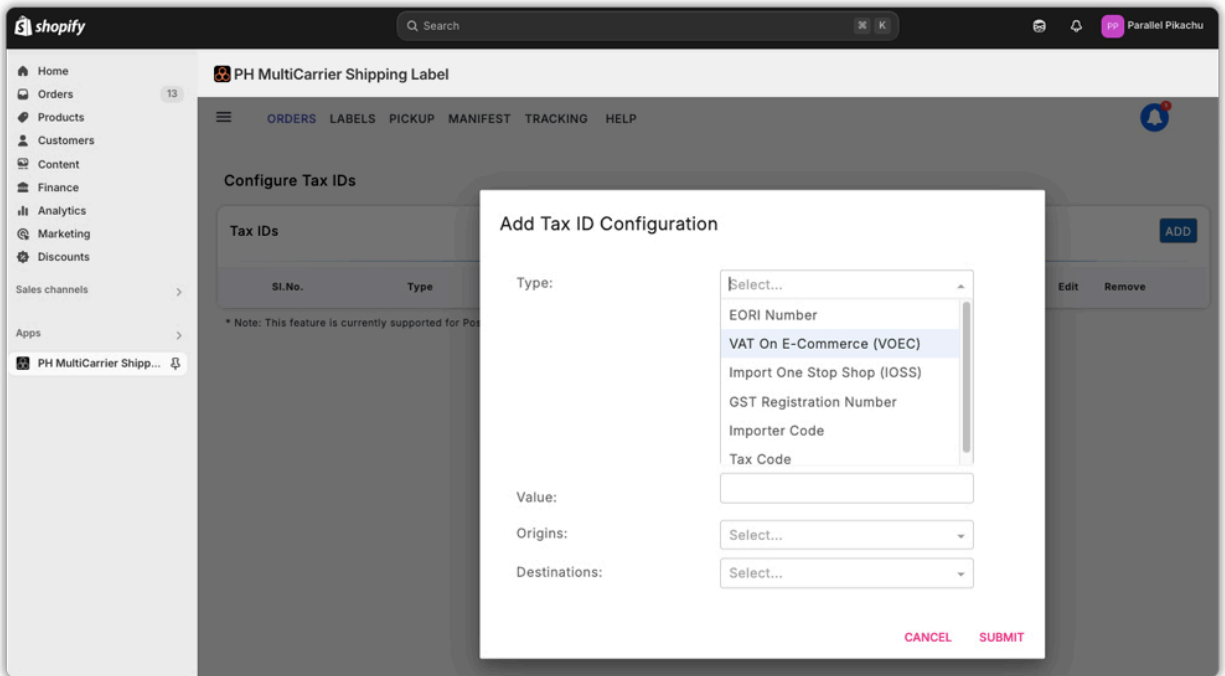 shopify
Search
⌘ K
PP
Parallel Pikachu
Home
Orders 13
Products
Customers
Content
Finance
Analytics
Marketing
Discounts
Sales channels
Apps
PH MultiCarrier Shipp...
PH MultiCarrier Shipping Label
ORDERS LABELS PICKUP MANIFEST TRACKING HELP
Configure Tax IDs
Tax IDs
ADD
SI.No. Type Edit Remove
* Note: This feature is currently supported for Pos
Add Tax ID Configuration
Type:
Select...
EORI Number
VAT On E-Commerce (VOEC)
Import One Stop Shop (IOSS)
GST Registration Number
Importer Code
Tax Code
Value:
Origins: Select...
Destinations: Select...
CANCEL SUBMIT